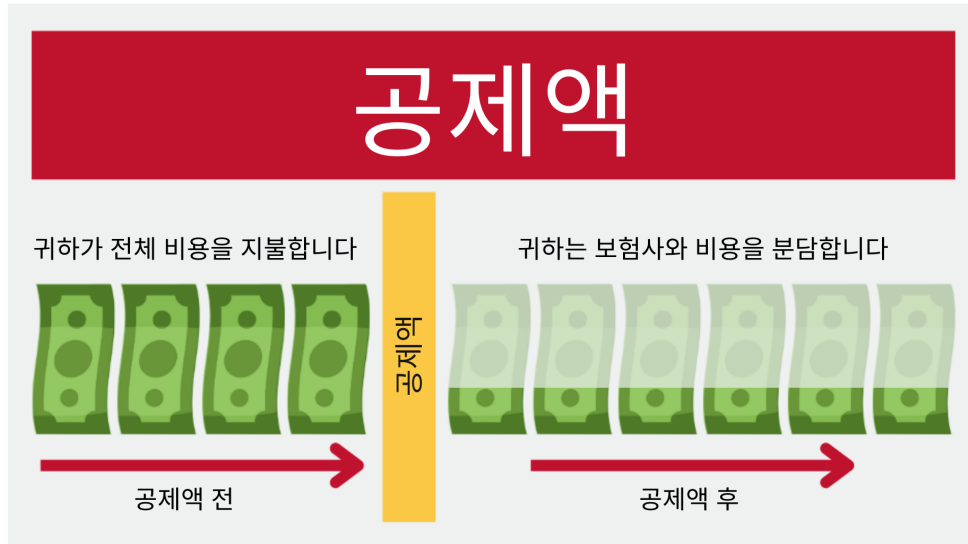 공제액
귀하가 전체 비용을 지불합니다
공제액
귀하는 보험사와 비용을 분담합니다
공제액 전
공제액 후